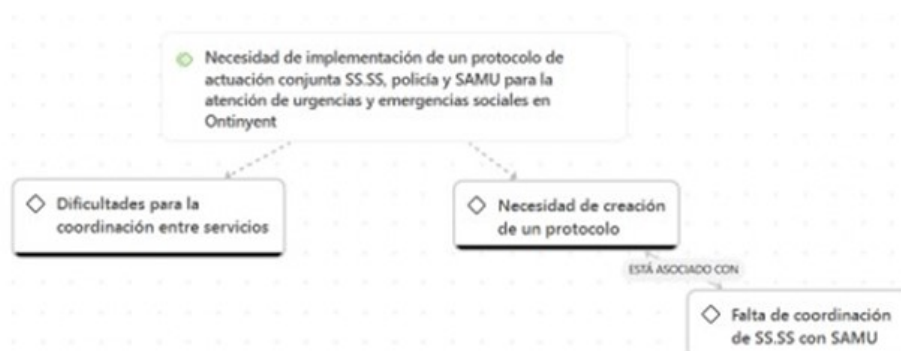 Necesidad de implementación de un protocolo de
actuación conjunta SS.SS, policía y SAMU para la
atención de urgencias y emergencias sociales en
Ontinyent
Dificultades para la
coordinación entre servicios
Necesidad de creación
de un protocolo
ESTÁ ASOCIADO CON
Falta de coordinación
de SS.SS con SAMU